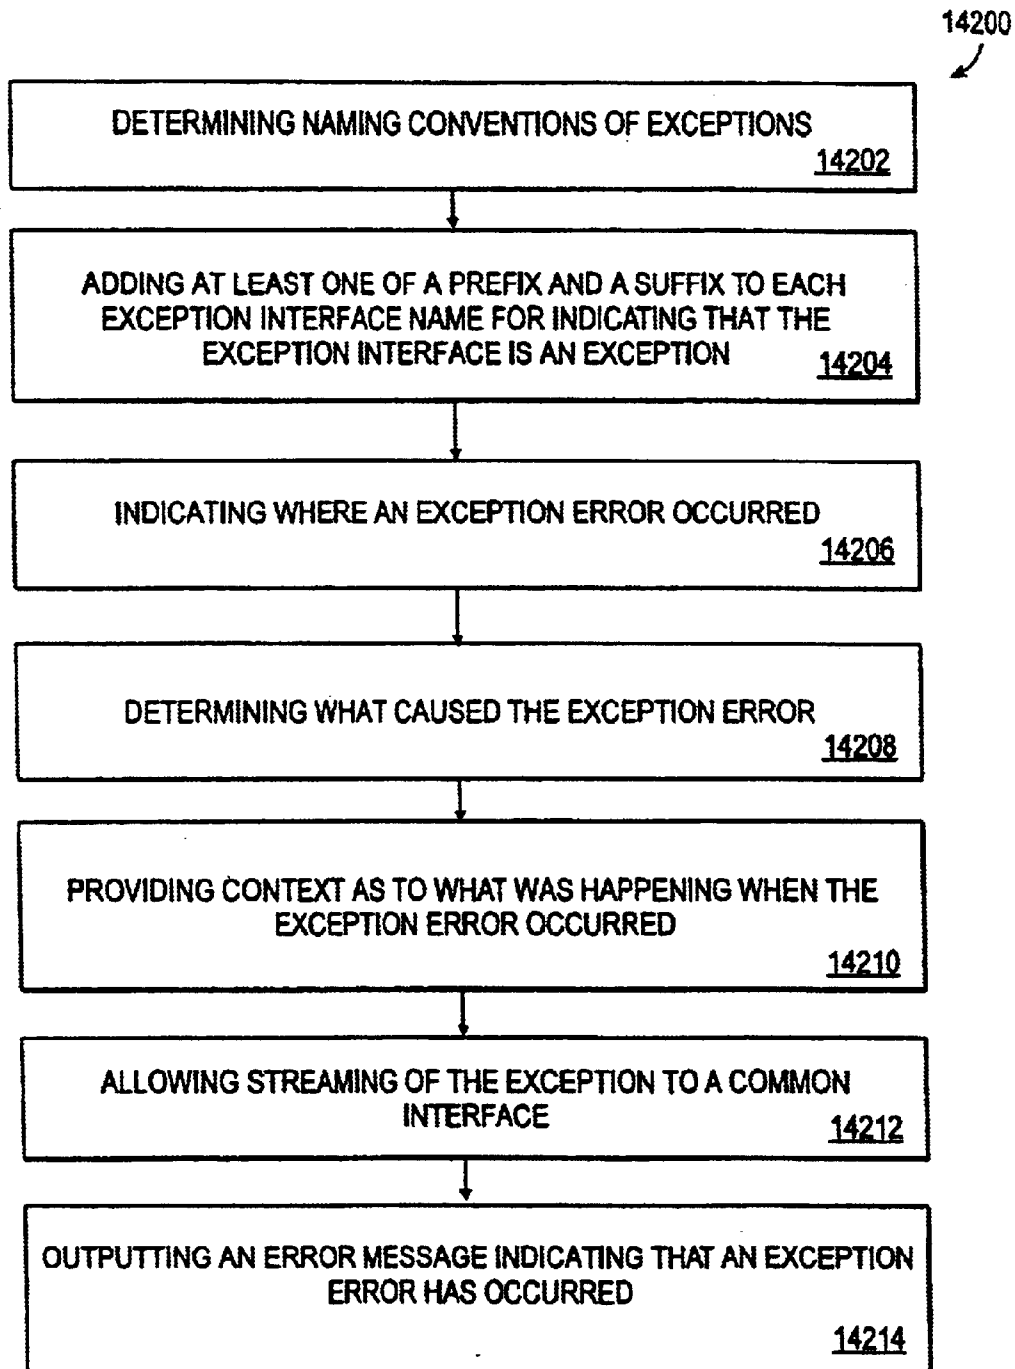 14200
DETERMINING NAMING CONVENTIONS OF EXCEPTIONS
14202
ADDING AT LEAST ONE OF A PREFIX AND A SUFFIX TO EACH
EXCEPTION INTERFACE NAME FOR INDICATING THAT THE
EXCEPTION INTERFACE IS AN EXCEPTION
14204
INDICATING WHERE AN EXCEPTION ERROR OCCURRED
14206
DETERMINING WHAT CAUSED THE EXCEPTION ERROR
14208
PROVIDING CONTEXT AS TO WHAT WAS HAPPENING WHEN THE
EXCEPTION ERROR OCCURRED
14210
ALLOWING STREAMING OF THE EXCEPTION TO A COMMON
INTERFACE
14212
OUTPUTTING AN ERROR MESSAGE INDICATING THAT AN EXCEPTION
ERROR HAS OCCURRED
14214